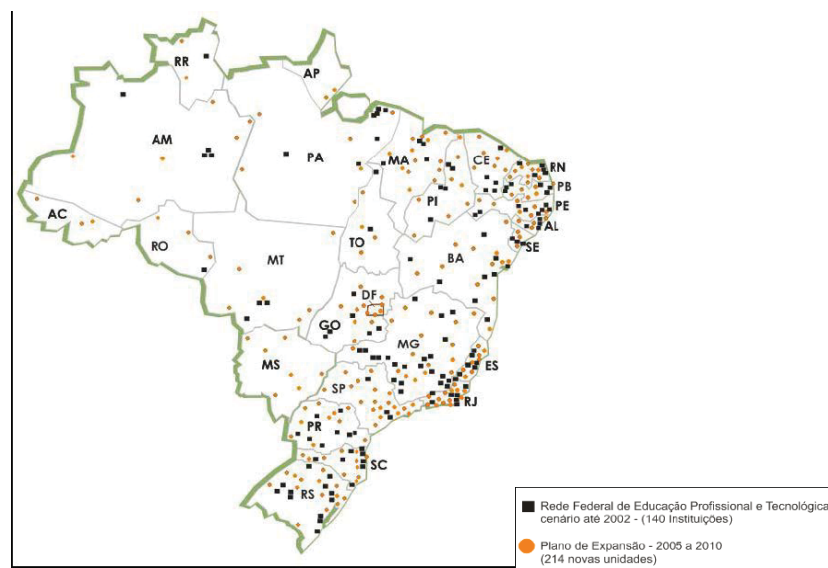 RR
AP
AM
PA
MA
CE
RN
PB
PI
PE
AC
AL
TO
SE
RO
BA
MT
DF
GO
MG
MS
ES
SP
RJ
PR
SC
RS
Rede Federal de Educação Profissional e Tecnológica
cenário até 2002 - (140 Instituições)
Plano de Expansão - 2005 a 2010
(214 novas unidades)